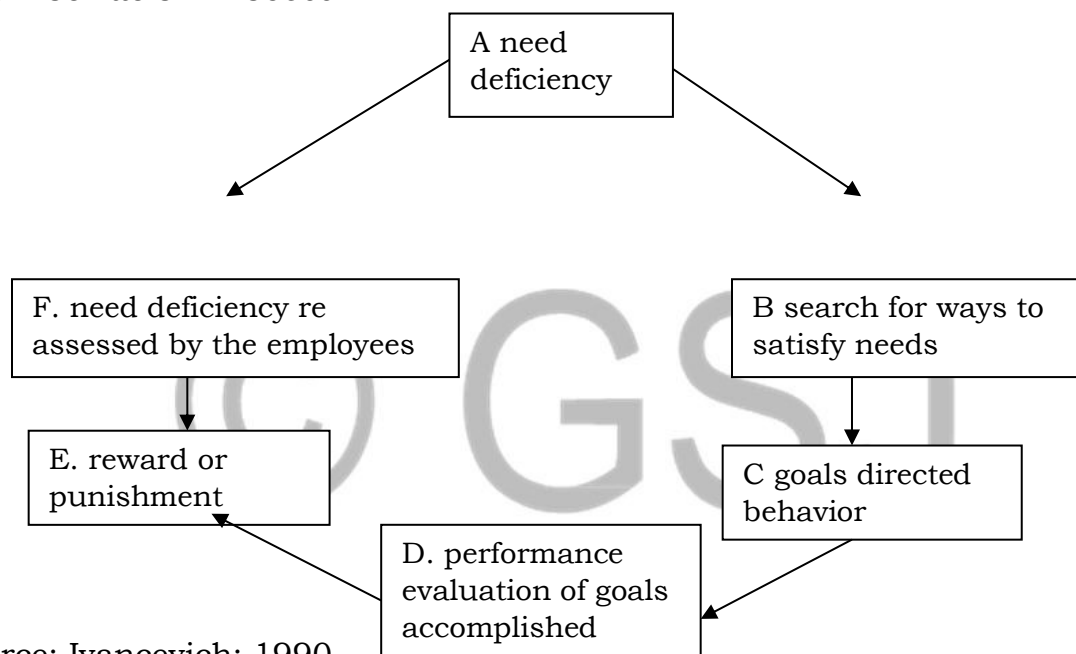 A need
deficiency
F. need deficiency re
assessed by the employees
B search for ways to
satisfy needs
E. reward or
punishment
C goals directed
behavior
D. performance
evaluation of goals
accomplished
© GST
Ivancevich: 1990